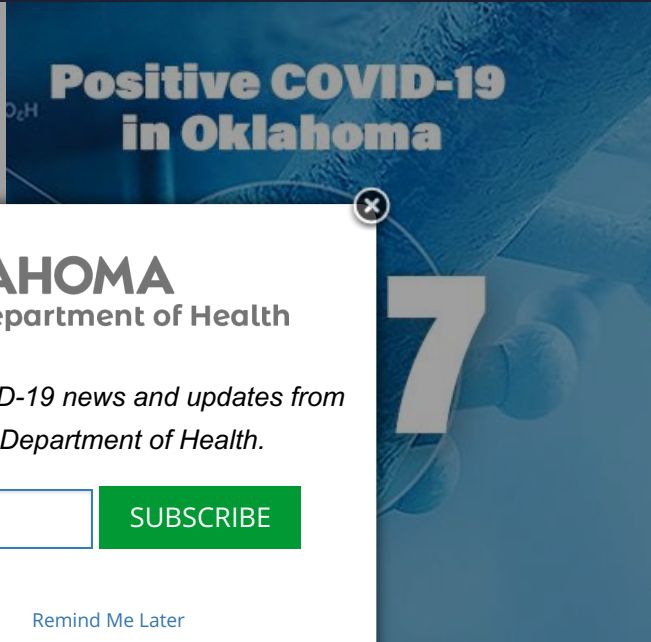 Positive COVID-19
in Oklahoma
O₂H
7
AHOMA
epartment of Health
D-19 news and updates from
Department of Health.
SUBSCRIBE
Remind Me Later